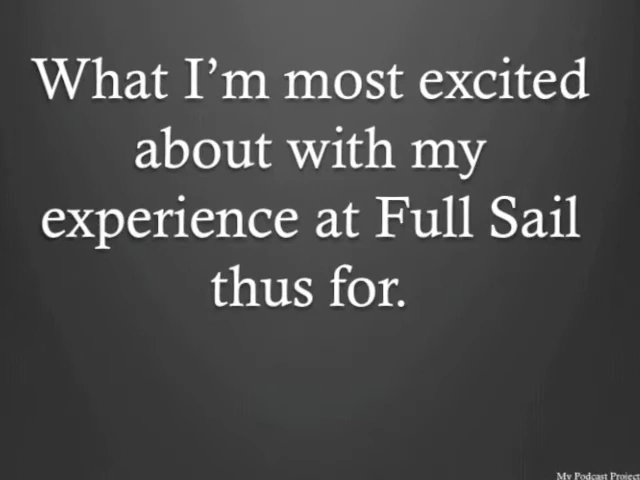 What I’m most excited
about with my
experience at Full Sail
thus for.
My Podcast Project